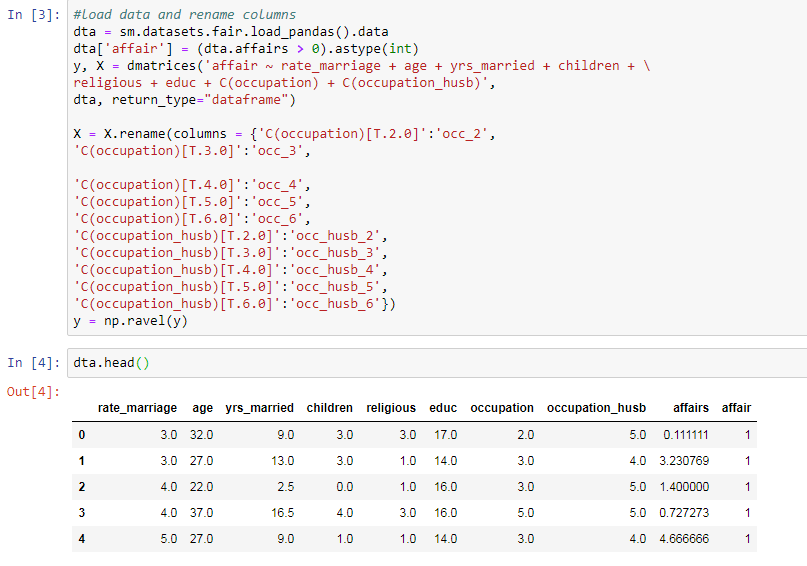 In [3]: #load data and rename columns
dta = sm.datasets.fair.load_pandas().data
dta['affair'] = (dta.affairs > 0).astype(int)
y, X = dmatrices('affair ~ rate_marriage + age + yrs_married + children + \
religious + educ + C(occupation) + C(occupation_husb)',
dta, return_type="dataframe")
X = X.rename(columns = {'C(occupation)[T.2.0]':'occ_2',
'C(occupation)[T.3.0]':'occ_3',
'C(occupation)[T.4.0]':'occ_4',
'C(occupation)[T.5.0]':'occ_5',
'C(occupation)[T.6.0]':'occ_6',
'C(occupation_husb)[T.2.0]':'occ_husb_2',
'C(occupation_husb)[T.3.0]':'occ_husb_3',
'C(occupation_husb)[T.4.0]':'occ_husb_4',
'C(occupation_husb)[T.5.0]':'occ_husb_5',
'C(occupation_husb)[T.6.0]':'occ_husb_6'})
y = np.ravel(y)
In [4]: dta.head()
Out[4]:
rate_marriage age yrs_married children religious educ occupation occupation_husb affairs affair
0 3.0 32.0 9.0 3.0 3.0 17.0 2.0 5.0 0.111111 1
1 3.0 27.0 13.0 3.0 1.0 14.0 3.0 4.0 3.230769 1
2 4.0 22.0 2.5 0.0 1.0 16.0 3.0 5.0 1.400000 1
3 4.0 37.0 16.5 4.0 3.0 16.0 5.0 5.0 0.727273 1
4 5.0 27.0 9.0 1.0 1.0 14.0 3.0 4.0 4.666666 1